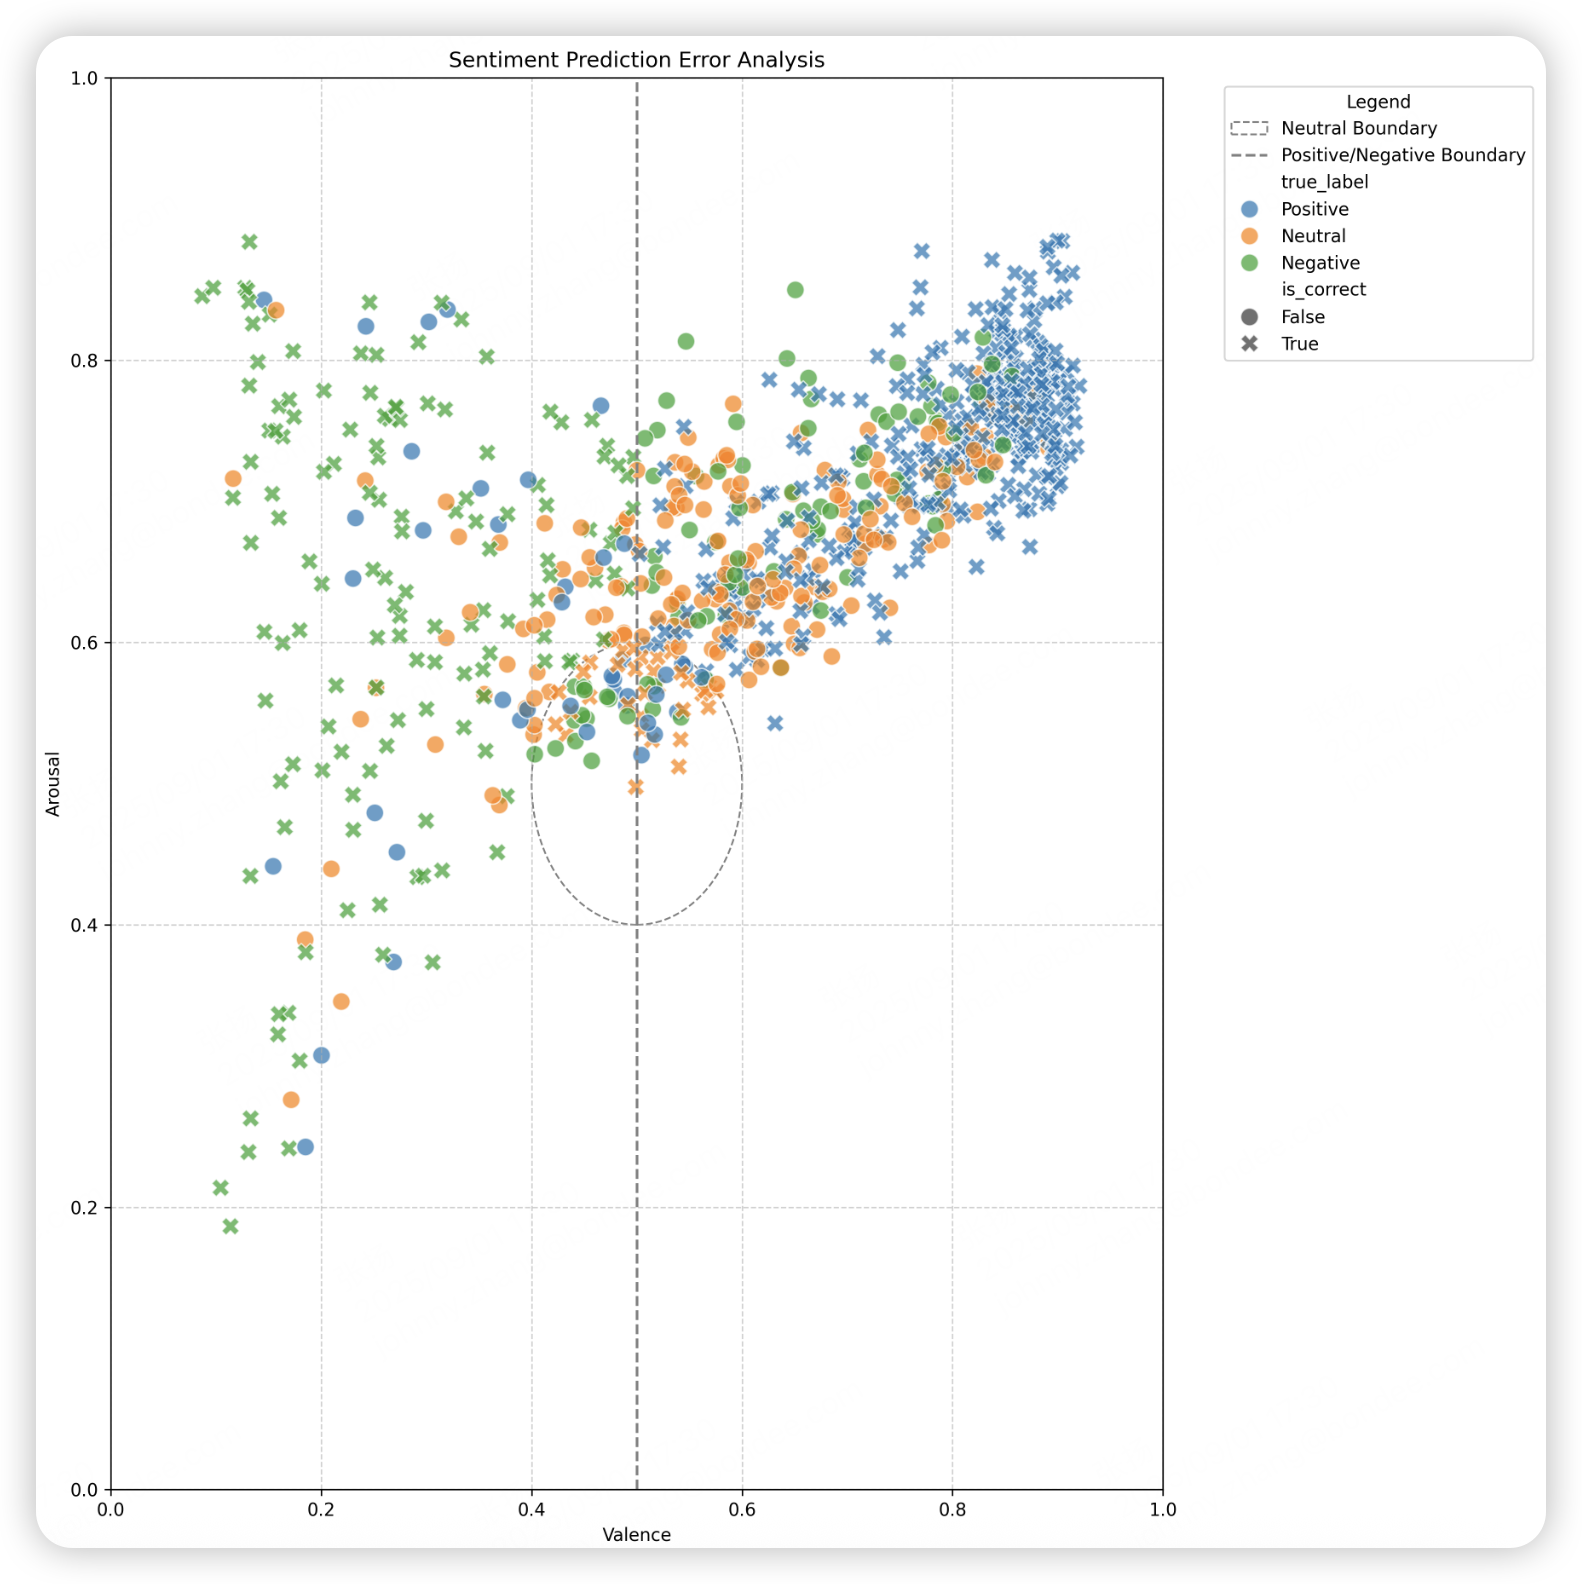 Sentiment Prediction Error Analysis
1.0
0.8
0.6
0.4
0.2
0.0
Arousal
0.0 0.2 0.4 0.6 0.8 1.0
Valence
Legend
Neutral Boundary
Positive/Negative Boundary
true_label
Positive
Neutral
Negative
is_correct
False
True